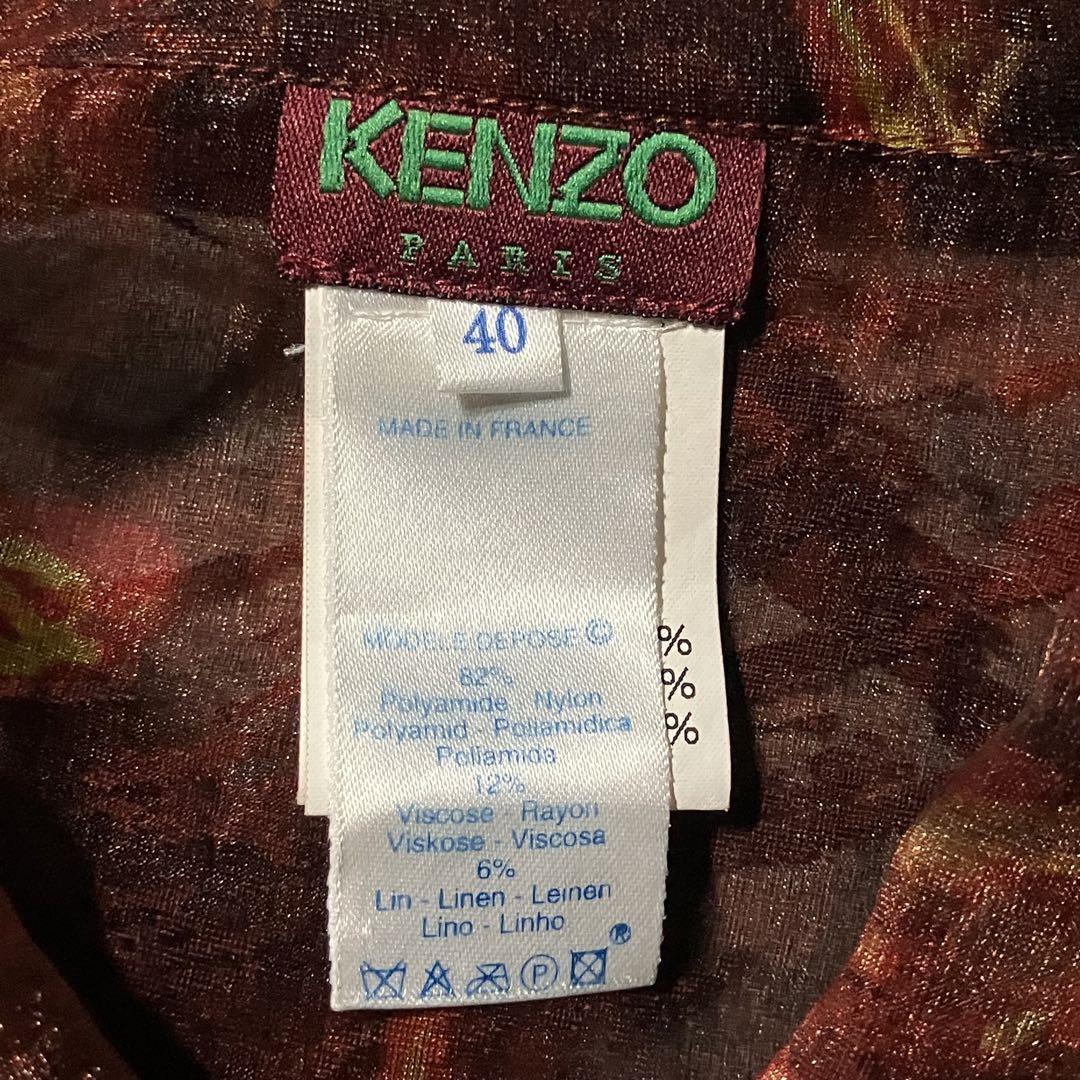 KENZO
PARIS
40
MADE IN FRANCE
MODELE DEPOSE ©
82%
Polyamide - Nylon
Polyamid - Poliamidica
Poliamida
12%
Viscose - Rayon
Viskose - Viscosa
6%
Lin - Linen - Leinen
Lino - Linho
®
P
%
%
%